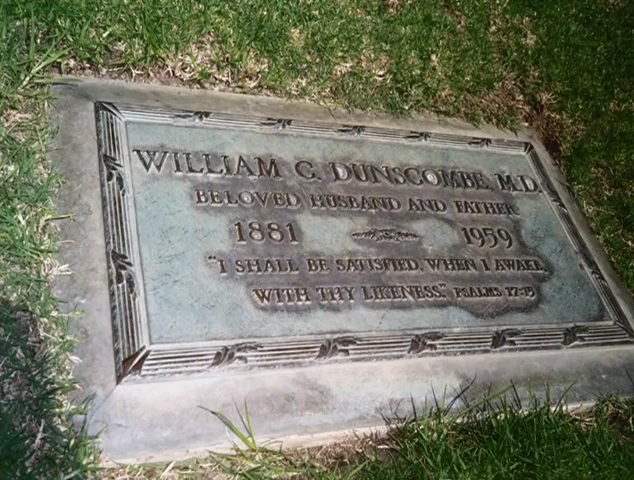 WILLIAM C. DUNSCOMBE, M.D.
BELOVED HUSBAND AND FATHER
1881 1959
"I SHALL BE SATISFIED, WHEN I AWAKE,
WITH THY LIKENESS." PSALMS 17-15